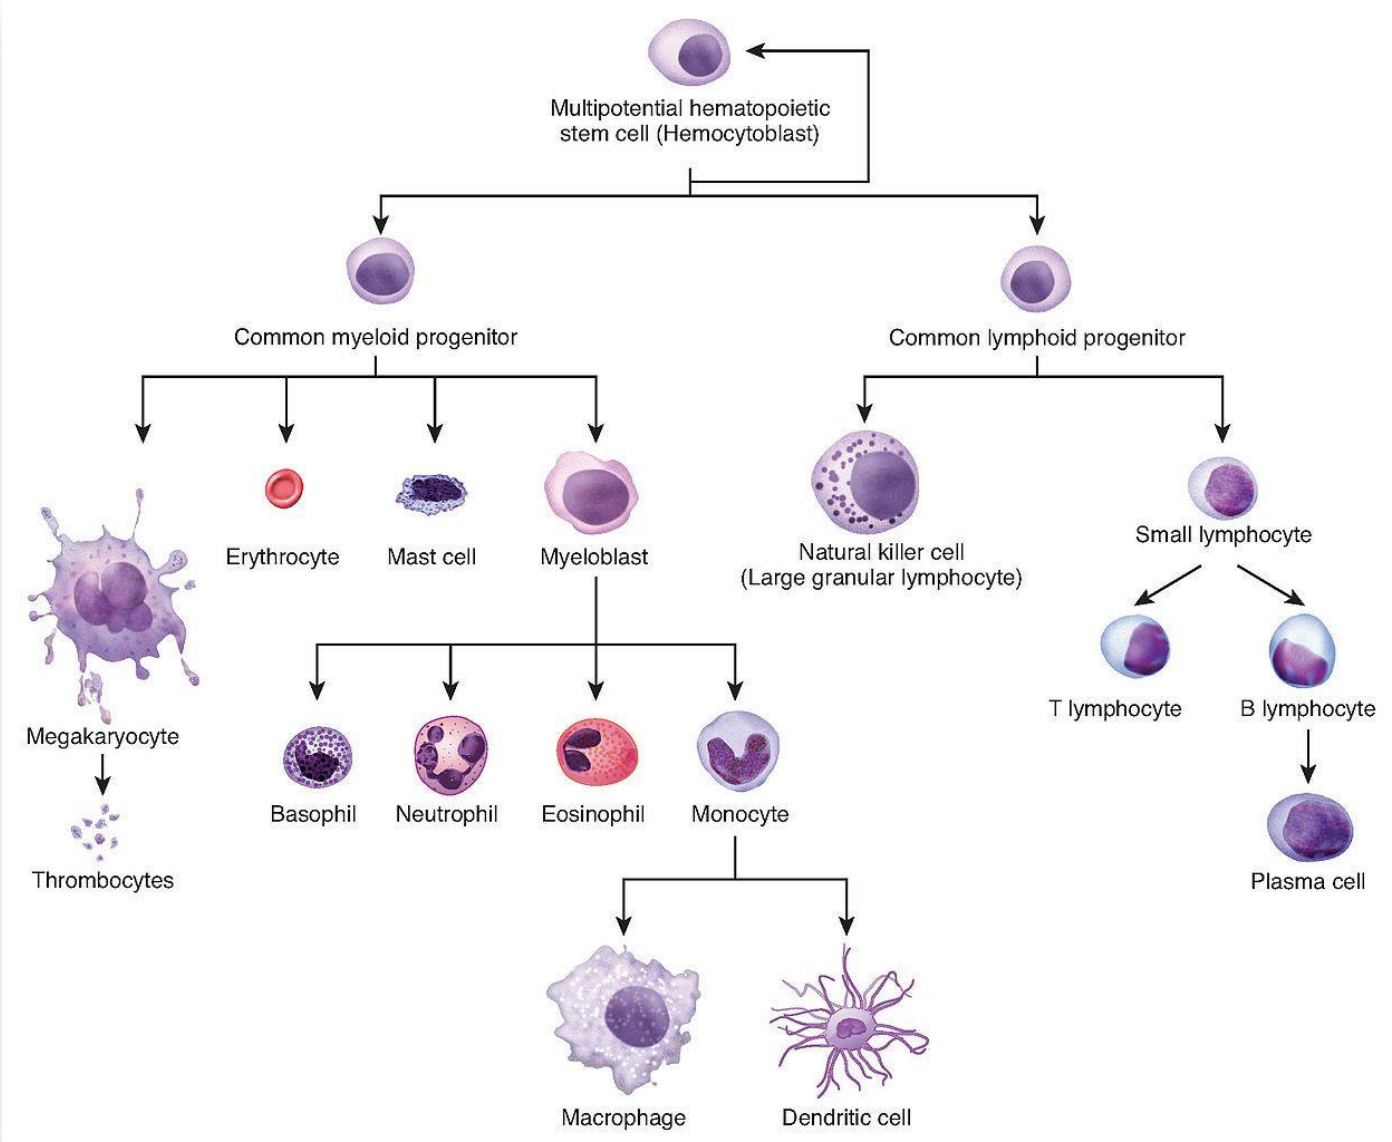 Multipotential hematopoietic
stem cell (Hemocytoblast)
Common myeloid progenitor
Common lymphoid progenitor
Erythrocyte
Mast cell
Myeloblast
Natural killer cell
(Large granular lymphocyte)
Small lymphocyte
T lymphocyte
B lymphocyte
Megakaryocyte
Basophil
Neutrophil
Eosinophil
Monocyte
Thrombocytes
Plasma cell
Macrophage
Dendritic cell